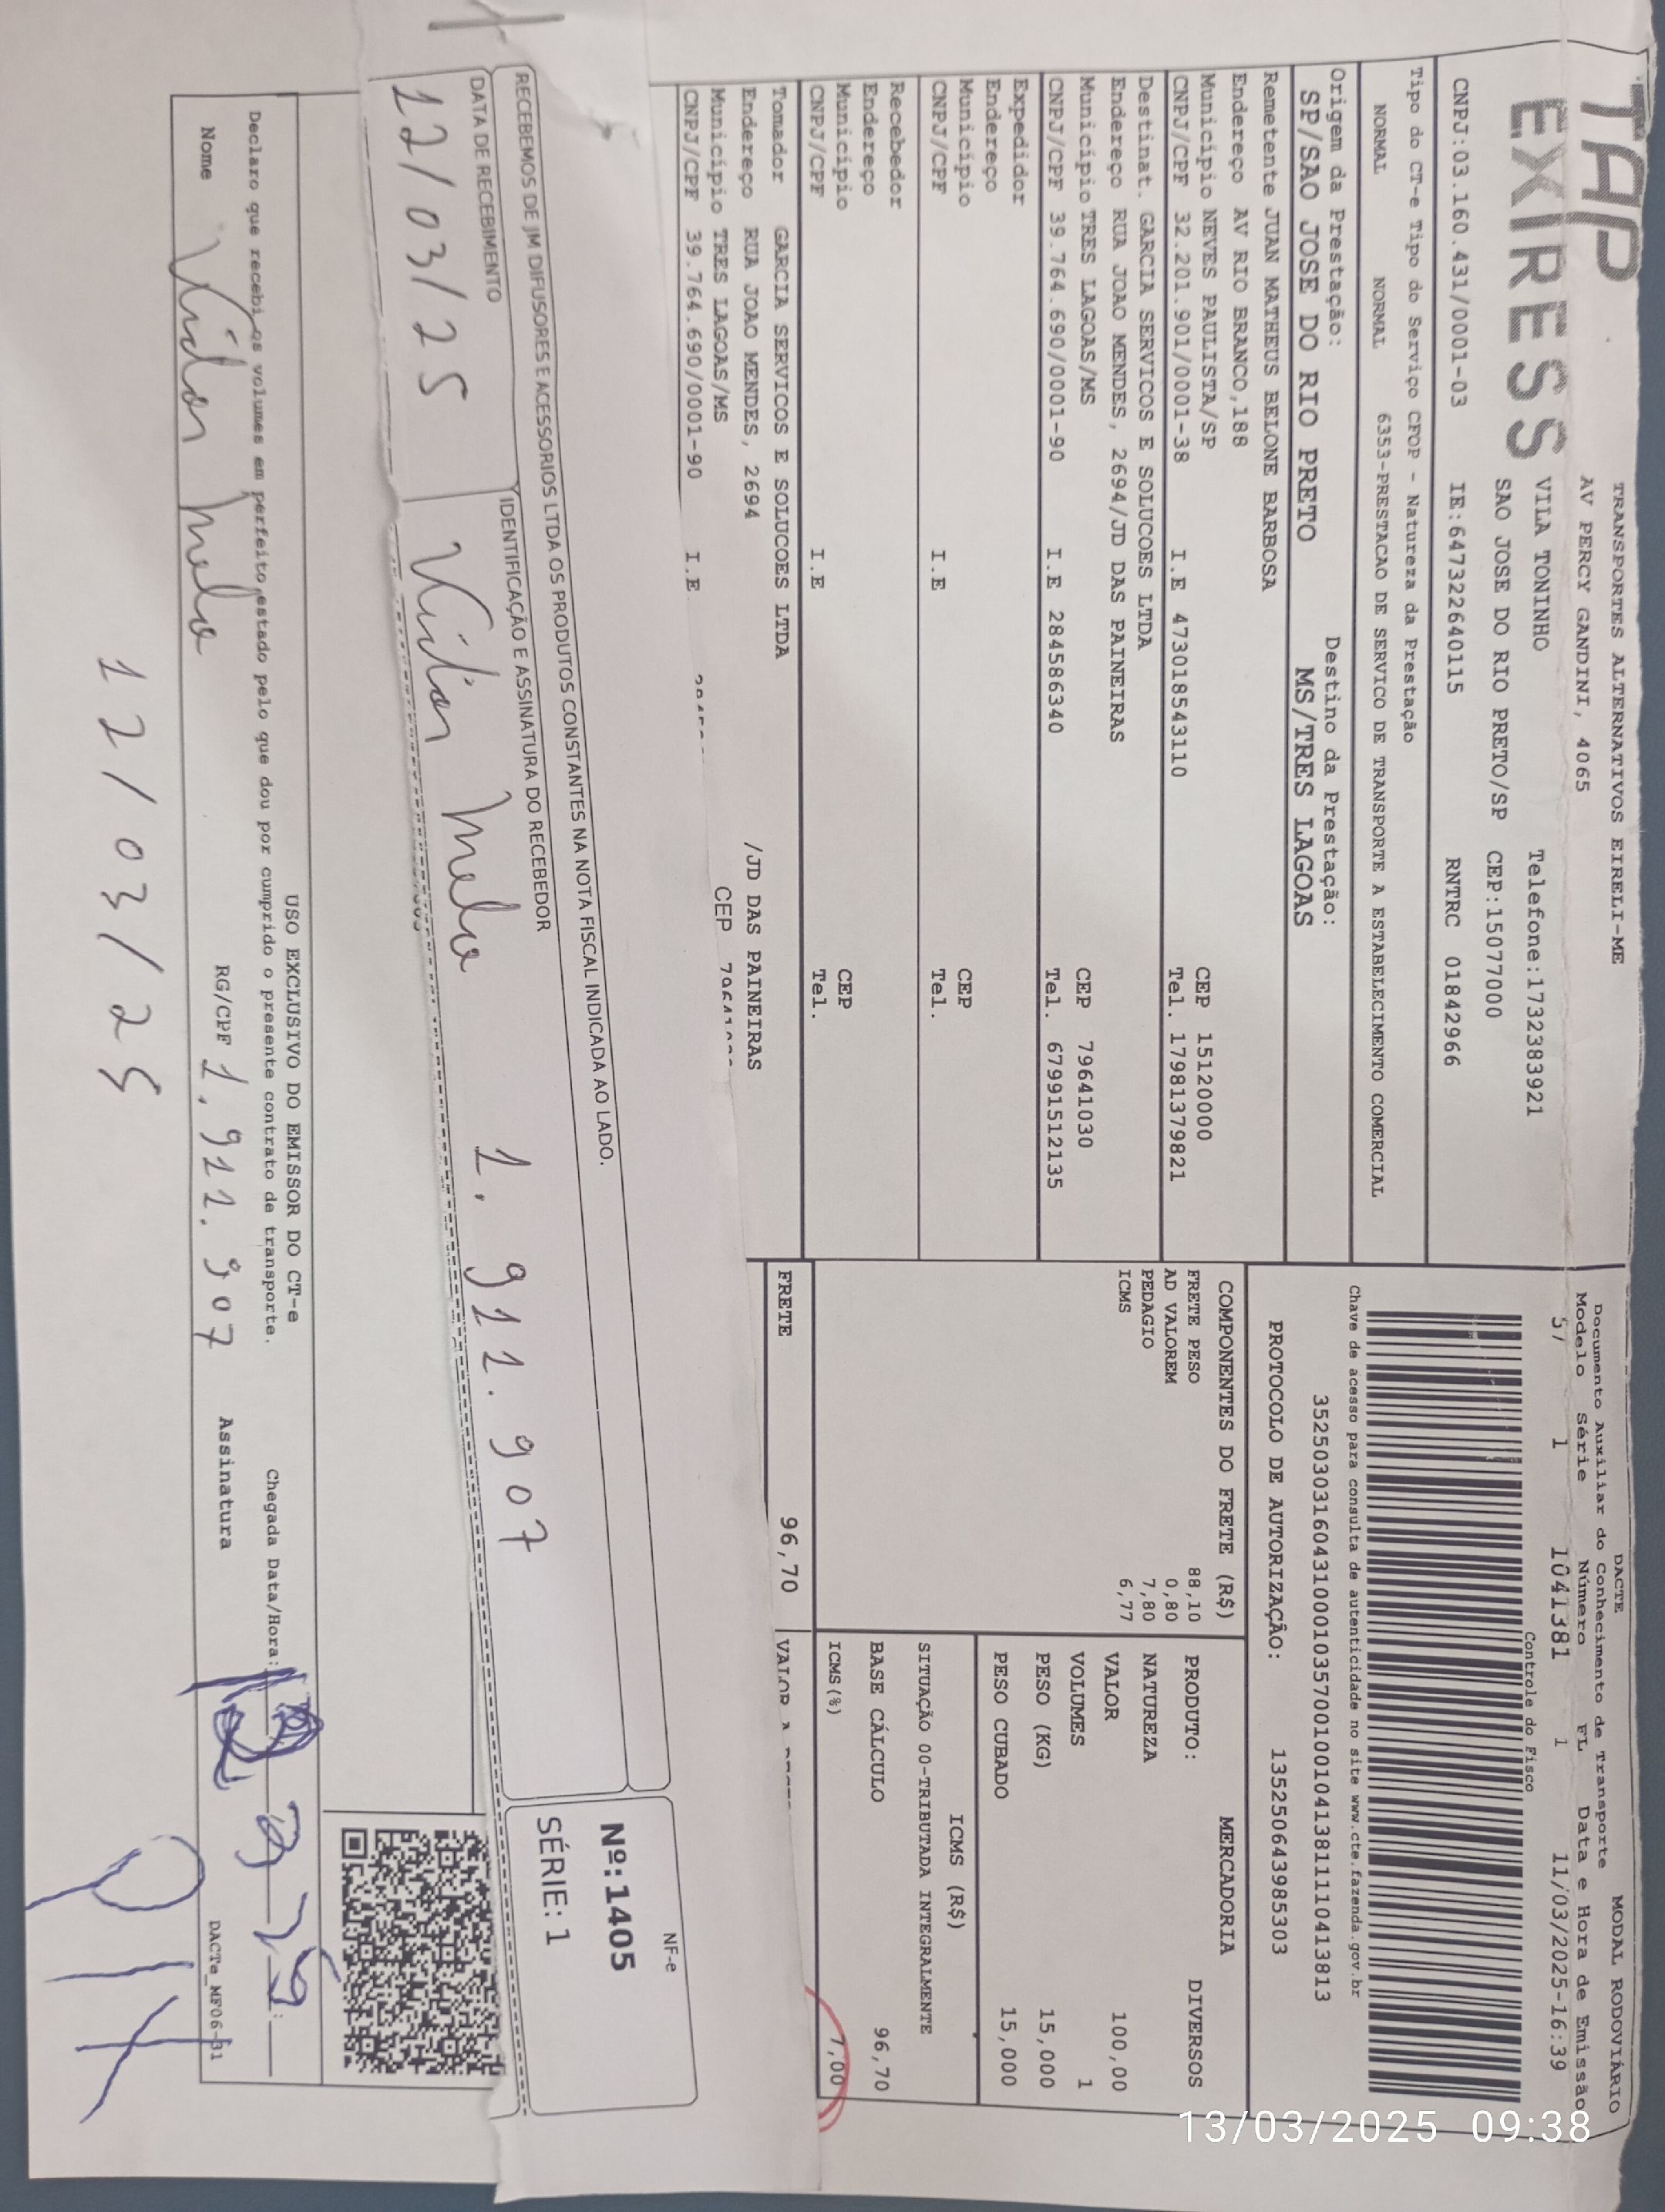 TAP
EXPRESS
TRANSPORTES ALTERNATIVOS EIRELI-ME
AV PERCY GANDINI, 4065
VILA TONINHO
Telefone:1732383921
SAO JOSE DO RIO PRETO/SP CEP:15077000
CNPJ:03.160.431/0001-03 IE:647322640115 RNTRC 01842966
DACTE
Documento Auxiliar do Conhecimento de Transporte
MODAL RODOVIÁRIO
Modelo Série Número FL Data e Hora de Emissão
57 1 1041381 1 11/03/2025-16:39
Controle do Fisco
Tipo do CT-e Tipo do Serviço CFOP - Natureza da Prestação
NORMAL NORMAL 6353-PRESTACAO DE SERVICO DE TRANSPORTE A ESTABELECIMENTO COMERCIAL
Chave de acesso para consulta de autenticidade no site www.cte.fazenda.gov.br
35250303160431000103570010010413811110413813
Origem da Prestação: Destino da Prestação:
SP/SAO JOSE DO RIO PRETO MS/TRES LAGOAS
PROTOCOLO DE AUTORIZAÇÃO: 135250643985303
Remetente JUAN MATHEUS BELONE BARBOSA
Endereço AV RIO BRANCO,188
Município NEVES PAULISTA/SP CEP 15120000
CNPJ/CPF 32.201.901/0001-38 I.E 473018543110 Tel. 17981379821
Destinat. GARCIA SERVICOS E SOLUCOES LTDA
Endereço RUA JOAO MENDES, 2694/JD DAS PAINEIRAS
Município TRES LAGOAS/MS CEP 79641030
CNPJ/CPF 39.764.690/0001-90 I.E 284586340 Tel. 67991512135
Expedidor
Endereço
Município CEP
CNPJ/CPF I.E Tel.
Recebedor
Endereço
Município CEP
CNPJ/CPF I.E Tel.
Tomador GARCIA SERVICOS E SOLUCOES LTDA
Endereço RUA JOAO MENDES, 2694 /JD DAS PAINEIRAS
Município TRES LAGOAS/MS CEP
CNPJ/CPF 39.764.690/0001-90 I.E
COMPONENTES DO FRETE (R$)
FRETE PESO 88,10
AD VALOREM 0,80
PEDAGIO 7,80
ICMS 6,77
MERCADORIA
PRODUTO: DIVERSOS
NATUREZA
VALOR 100,00
VOLUMES 1
PESO (KG) 15,000
PESO CUBADO 15,000
ICMS (R$)
SITUAÇÃO 00-TRIBUTADA INTEGRALMENTE
BASE CÁLCULO 96,70
ICMS(%) 7,00
FRETE 96,70
VALOR A
RECEBEMOS DE JM DIFUSORES E ACESSORIOS LTDA OS PRODUTOS CONSTANTES NA NOTA FISCAL INDICADA AO LADO.
DATA DE RECEBIMENTO IDENTIFICAÇÃO E ASSINATURA DO RECEBEDOR
12/03/25 1.911.907
NF-e
Nº:1405
SÉRIE: 1
USO EXCLUSIVO DO EMISSOR DO CT-e
Declaro que recebi os volumes em perfeito estado pelo que dou por cumprido o presente contrato de transporte. Chegada Data/Hora:
Nome RG/CPF 1.911.907 Assinatura
DACTe_MF06-81
12/03/25
13/03/2025 09:38